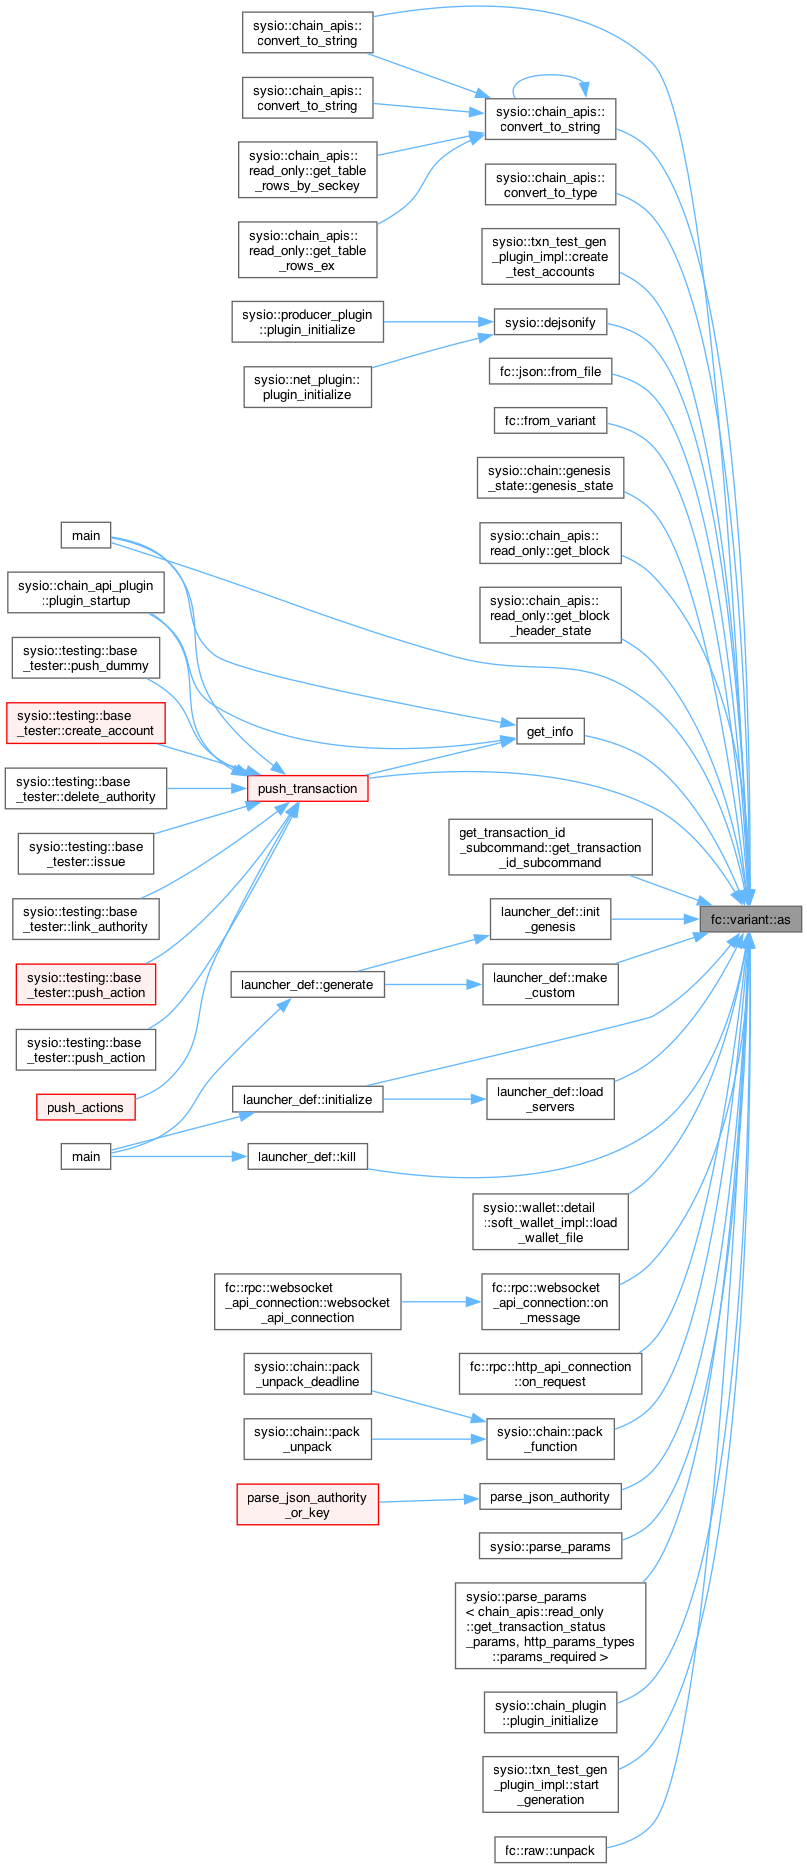 sysio::chain_apis::
convert_to_string
sysio::chain_apis::
convert_to_string
sysio::chain_apis::
convert_to_string
sysio::chain_apis::
read_only::get_table
_rows_by_seckey
sysio::chain_apis::
convert_to_type
sysio::chain_apis::
read_only::get_table
_rows_ex
sysio::txn_test_gen
_plugin_impl::create
_test_accounts
sysio::producer_plugin
::plugin_initialize
sysio::dejsonify
sysio::net_plugin::
plugin_initialize
fc::json::from_file
fc::from_variant
sysio::chain::genesis
_state::genesis_state
main
sysio::chain_apis::
read_only::get_block
sysio::chain_api_plugin
::plugin_startup
sysio::chain_apis::
read_only::get_block
_header_state
sysio::testing::base
_tester::push_dummy
sysio::testing::base
_tester::create_account
get_info
sysio::testing::base
_tester::delete_authority
push_transaction
sysio::testing::base
_tester::issue
get_transaction_id
_subcommand::get_transaction
_id_subcommand
sysio::testing::base
_tester::link_authority
launcher_def::init
_genesis
fc::variant::as
sysio::testing::base
_tester::push_action
launcher_def::generate
launcher_def::make
_custom
sysio::testing::base
_tester::push_action
push_actions
launcher_def::initialize
launcher_def::load
_servers
main
launcher_def::kill
sysio::wallet::detail
::soft_wallet_impl::load
_wallet_file
fc::rpc::websocket
_api_connection::websocket
_api_connection
fc::rpc::websocket
_api_connection::on
_message
sysio::chain::pack
_unpack_deadline
fc::rpc::http_api_connection
::on_request
sysio::chain::pack
_unpack
sysio::chain::pack
_function
parse_json_authority
_or_key
parse_json_authority
sysio::parse_params
sysio::parse_params
< chain_apis::read_only
::get_transaction_status
_params, http_params_types
::params_required >
sysio::chain_plugin
::plugin_initialize
sysio::txn_test_gen
_plugin_impl::start
_generation
fc::raw::unpack